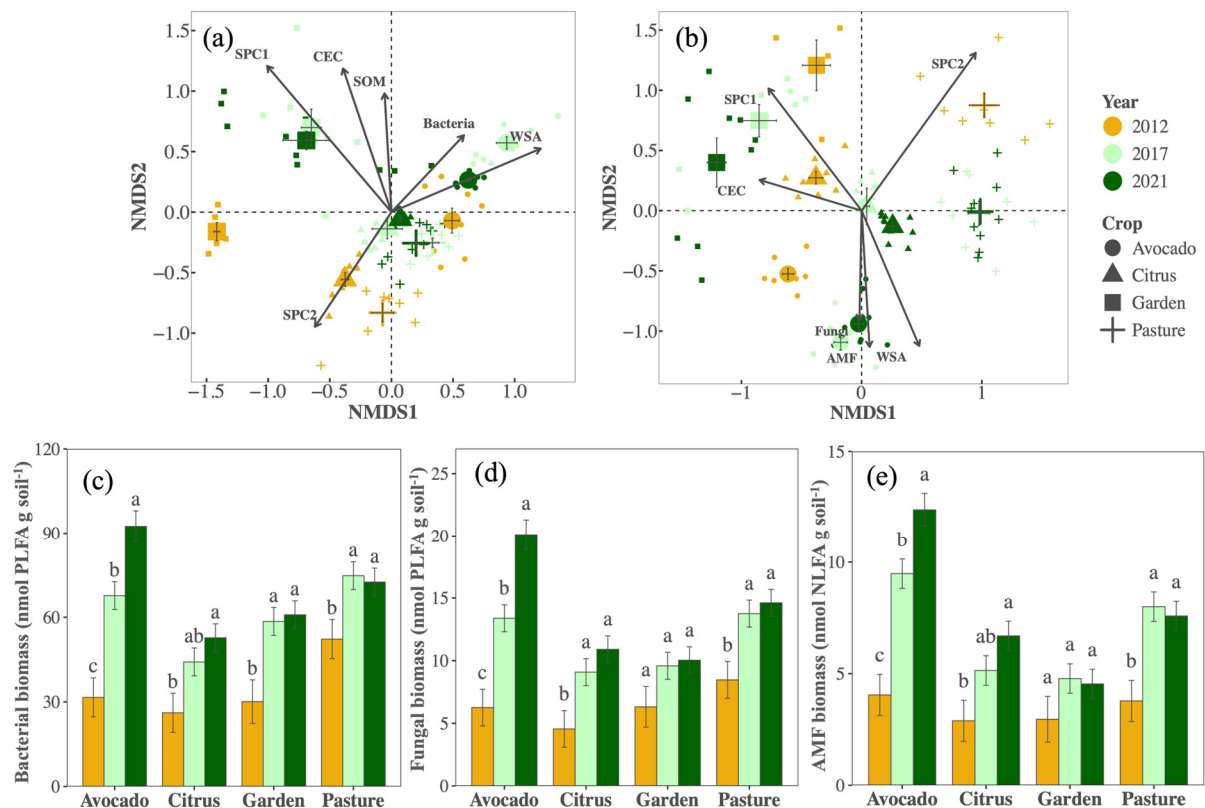 (a)
SPC1
CEC
SOM
Bacteria
WSA
SPC2
NMDS2
1.5
1.0
0.5
0.0
−0.5
−1.0
−1.5 −1.0 −0.5 0.0 0.5 1.0
NMDS1
(b)
SPC2
SPC1
CEC
Fungi
AMF
WSA
NMDS2
1.5
1.0
0.5
0.0
−0.5
−1.0
−1 0 1
NMDS1
Year
2012
2017
2021
Crop
Avocado
Citrus
Garden
Pasture
(c)
Bacterial biomass (nmol PLFA g soil⁻¹)
120
90
60
30
0
c b a b ab a b a a b a a
Avocado Citrus Garden Pasture
(d)
Fungal biomass (nmol PLFA g soil⁻¹)
25
20
15
10
5
0
c b a b a a a a a b a a
Avocado Citrus Garden Pasture
(e)
AMF biomass (nmol NLFA g soil⁻¹)
15
10
5
0
c b a b ab a a a a b a a
Avocado Citrus Garden Pasture